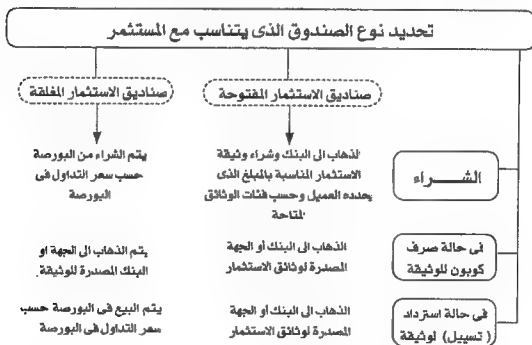 تحديد نوع الصندوق الذى يتناسب مع المستثمر
صناديق الاستثمار المفتوحة
صناديق الاستثمار المغلقة
الشــــراء
الذهاب الى البنك وشراء وثيقة
الاستثمار المناسبة بالمبلغ الذى
يحدده العميل وحسب فئات الوثائق
المتاحة
يتم الشراء من البورصة
حسب سعر التداول فى
البورصة
فى حالة صرف
كوبون للوثيقة
الذهاب الى البنك أو الجهة
المصدرة لوثائق الاستثمار
يتم الذهاب الى الجهة او
البنك المصدرة للوثيقة.
فى حالة استرداد
(تسييل) لوثيقة
الذهاب الى البنك أو الجهة
المصدرة لوثائق الاستثمار
يتم البيع فى البورصة حسب
سعر التداول فى البورصة